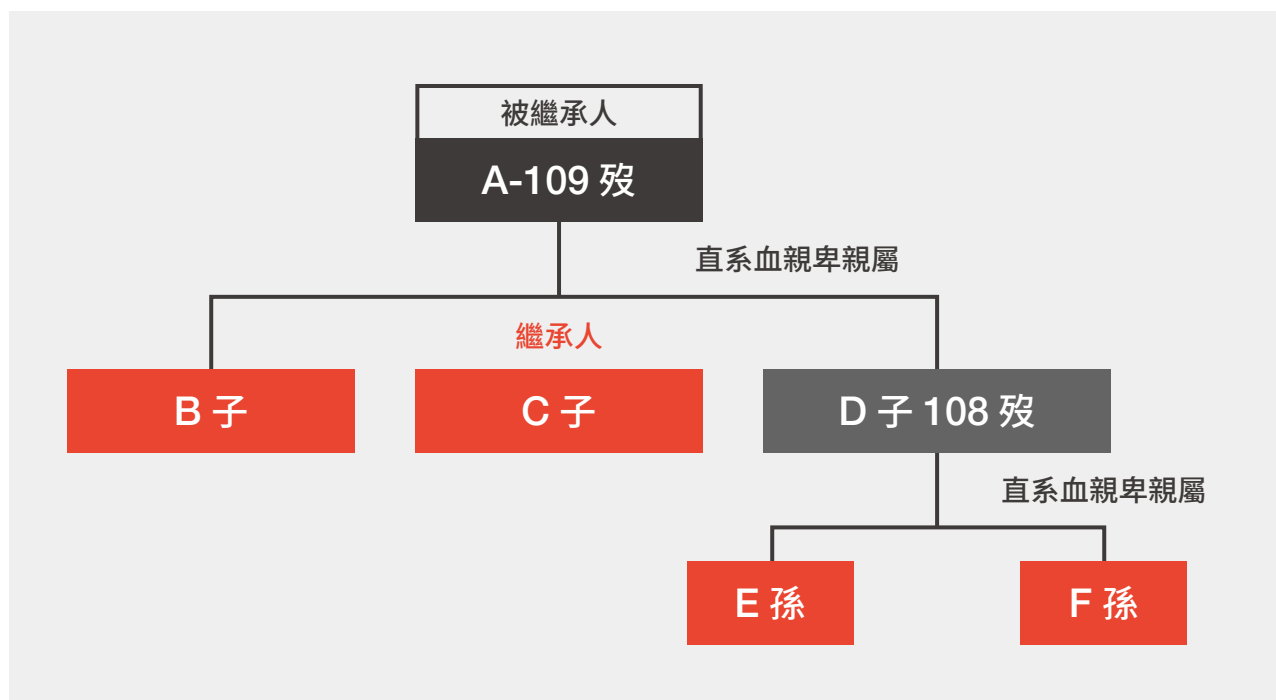 被繼承人
A-109 歿
直系血親卑親屬
繼承人
B 子
C 子
D 子 108 歿
直系血親卑親屬
E 孫
F 孫